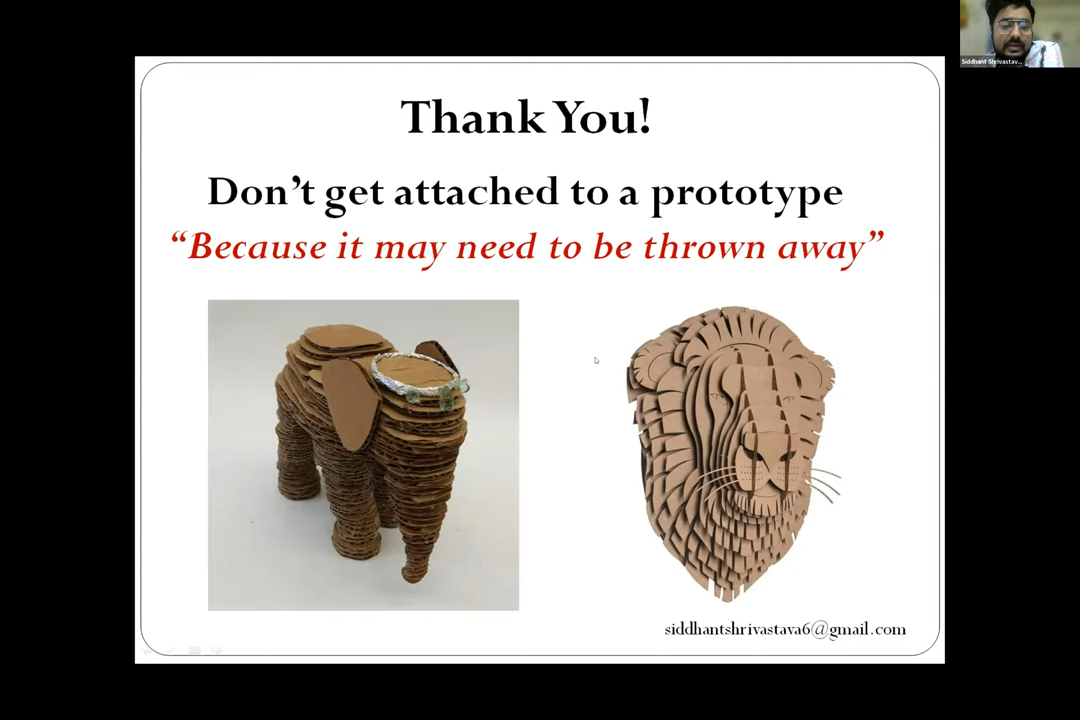 Siddhant Shrivastav...
Thank You!
Don't get attached to a prototype
“Because it may need to be thrown away”
siddhantshrivastava6@gmail.com